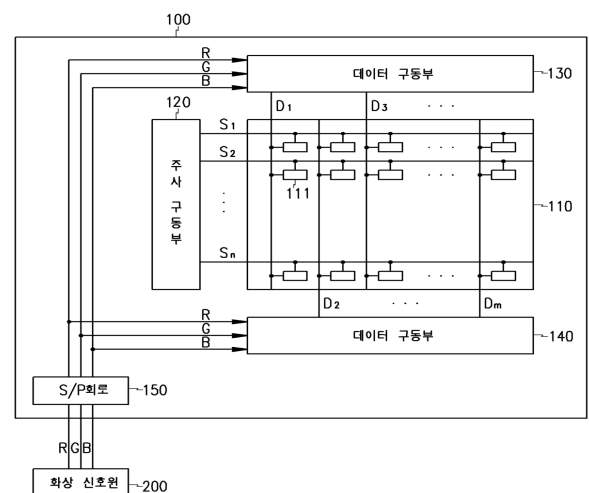 100
R
G
B
데이터 구동부
130
D1
D3
· · ·
120
S1
S2
Sn
주사 구동부
111
110
D2
· · ·
Dm
R
G
B
데이터 구동부
140
S/P회로
150
R G B
화상 신호원
200